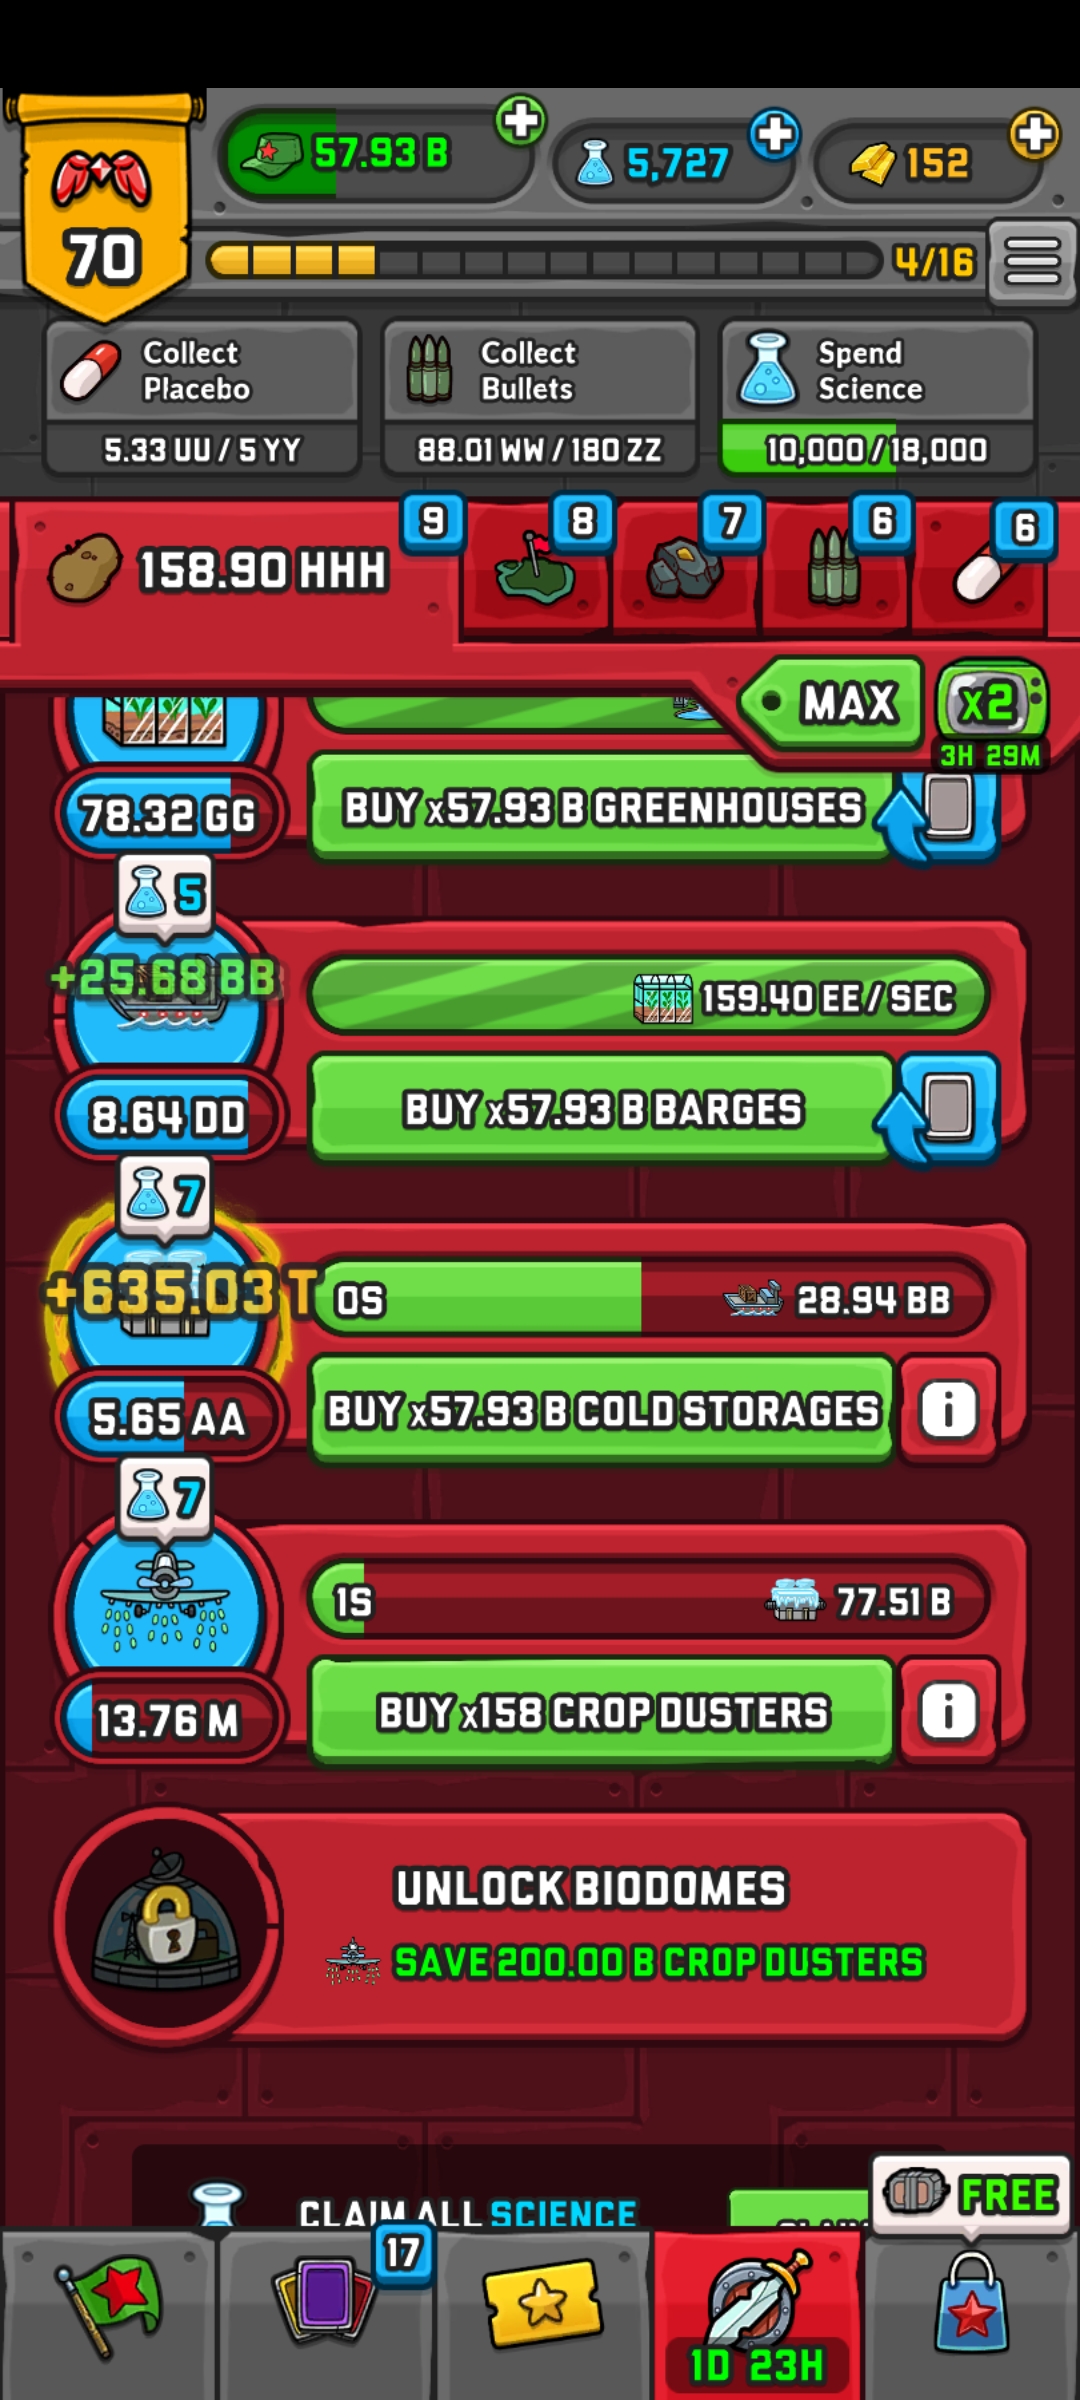 57.93 B
5,727
152
70
4/16
Collect
Placebo
5.33 UU / 5 YY
Collect
Bullets
88.01 WW / 180 ZZ
Spend
Science
10,000 / 18,000
158.90 HHH
9
8
7
6
6
MAX
x2
3H 29M
78.32 GG
BUY x57.93 B GREENHOUSES
5
+25.68 BB
159.40 EE / SEC
8.64 DD
BUY x57.93 B BARGES
7
+635.03 T
0S
28.94 BB
5.65 AA
BUY x57.93 B COLD STORAGES
i
7
1S
77.51 B
13.76 M
BUY x158 CROP DUSTERS
i
UNLOCK BIODOMES
SAVE 200.00 B CROP DUSTERS
CLAIM ALL SCIENCE
FREE
17
1D 23H